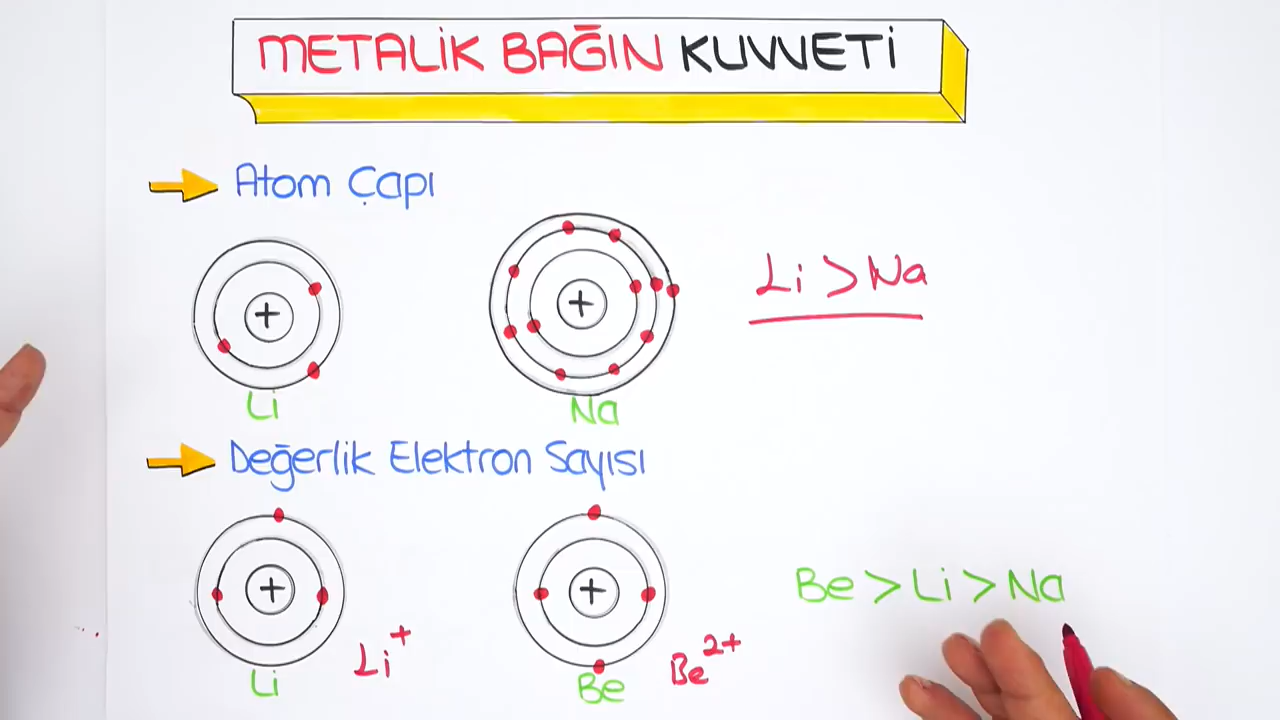 METALİK BAĞIN KUVVETİ
Atom Çapı
+
+
Li > Na
Li
Na
Değerlik Elektron Sayısı
+
+
Be > Li > Na
Li⁺
Be²⁺
Li
Be